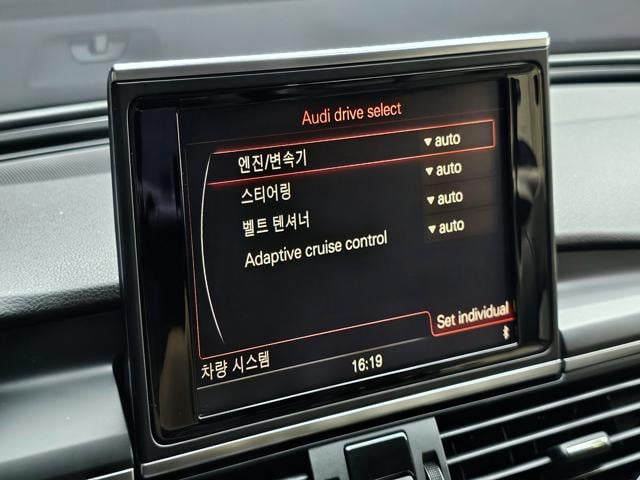 Audi drive select
엔진/변속기 ▼ auto
스티어링 ▼ auto
벨트 텐셔너 ▼ auto
Adaptive cruise control ▼ auto
Set individual
차량 시스템 16:19